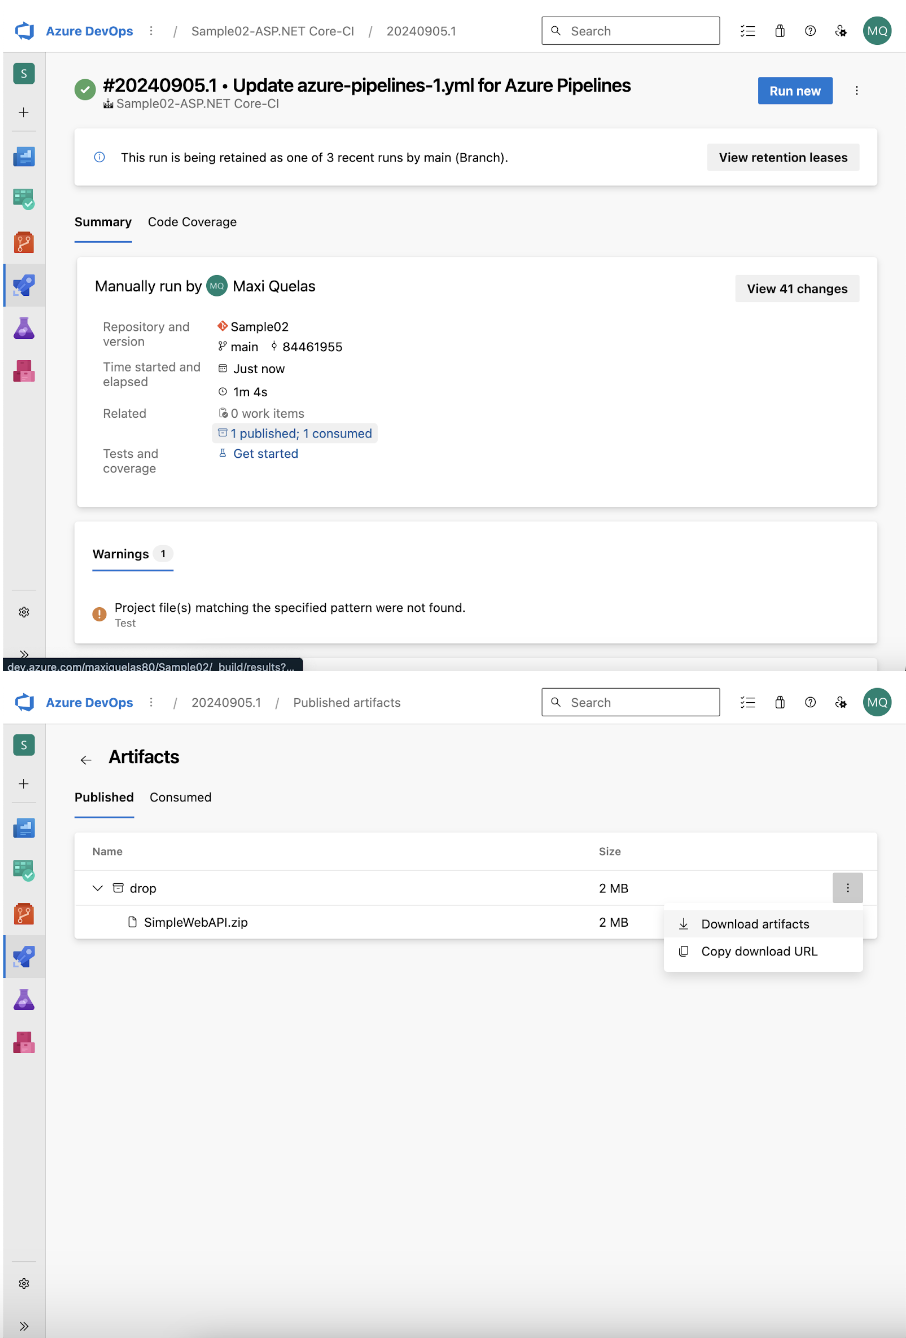 Azure DevOps / Sample02-ASP.NET Core-CI / 20240905.1 Search MQ
S
#20240905.1 • Update azure-pipelines-1.yml for Azure Pipelines
Sample02-ASP.NET Core-CI
Run new
This run is being retained as one of 3 recent runs by main (Branch).
View retention leases
Summary Code Coverage
Manually run by MQ Maxi Quelas
View 41 changes
Repository and version
Sample02
main 84461955
Time started and elapsed
Just now
1m 4s
Related
0 work items
1 published; 1 consumed
Tests and coverage
Get started
Warnings 1
Project file(s) matching the specified pattern were not found.
Test
dev.azure.com/maxiquelas80/Sample02/_build/results?...
Azure DevOps / 20240905.1 / Published artifacts Search MQ
S
Artifacts
Published Consumed
Name Size
drop 2 MB
SimpleWebAPI.zip 2 MB
Download artifacts
Copy download URL